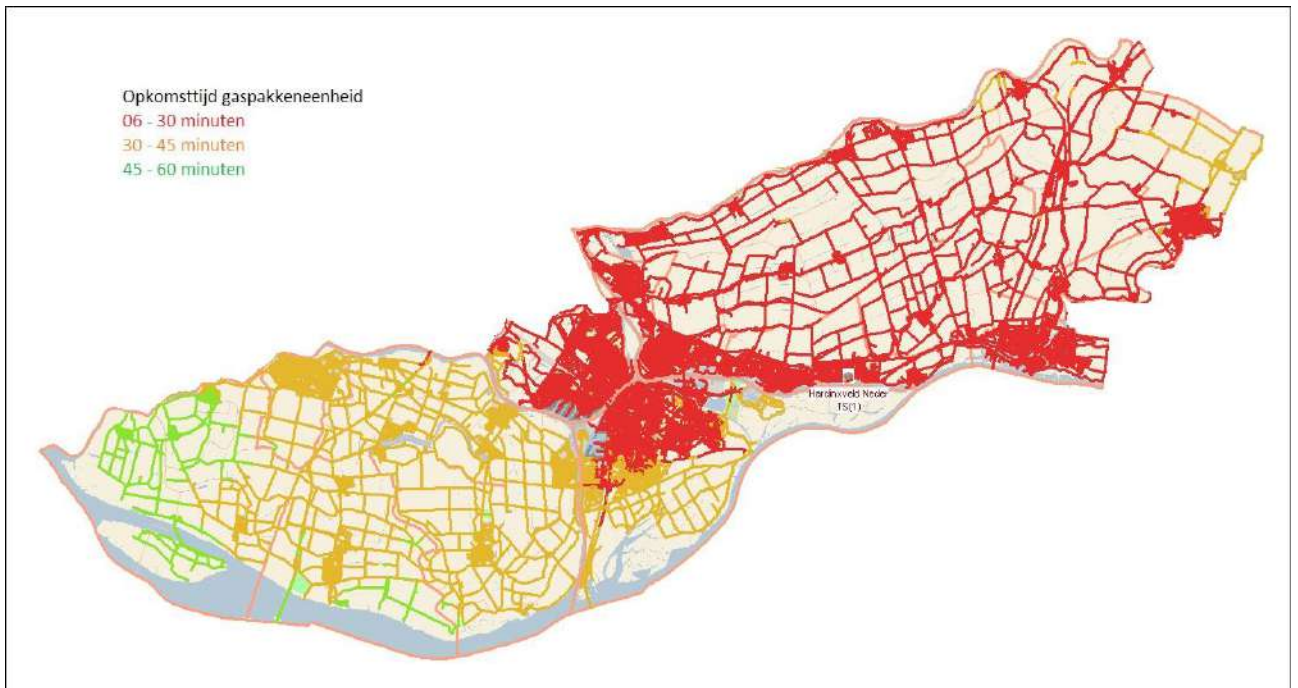 Opkomsttijd gaspakkeneenheid
06 - 30 minuten
30 - 45 minuten
45 - 60 minuten
Hardinxveld Neder
TS(1)